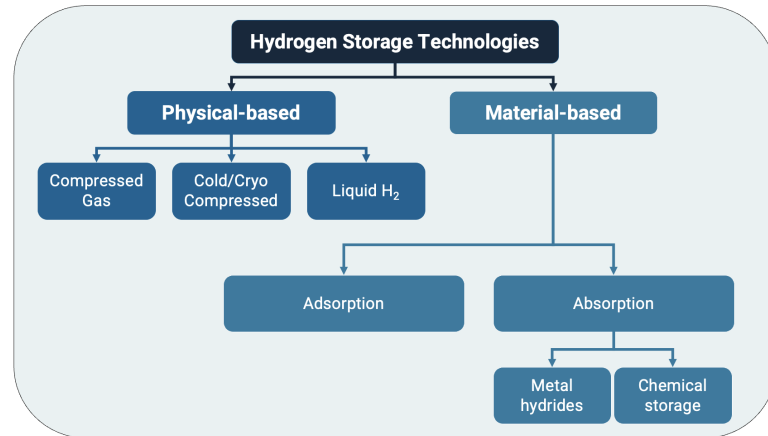 Hydrogen Storage Technologies
Physical-based
Material-based
Compressed
Gas
Cold/Cryo
Compressed
Liquid H₂
Adsorption
Absorption
Metal
hydrides
Chemical
storage